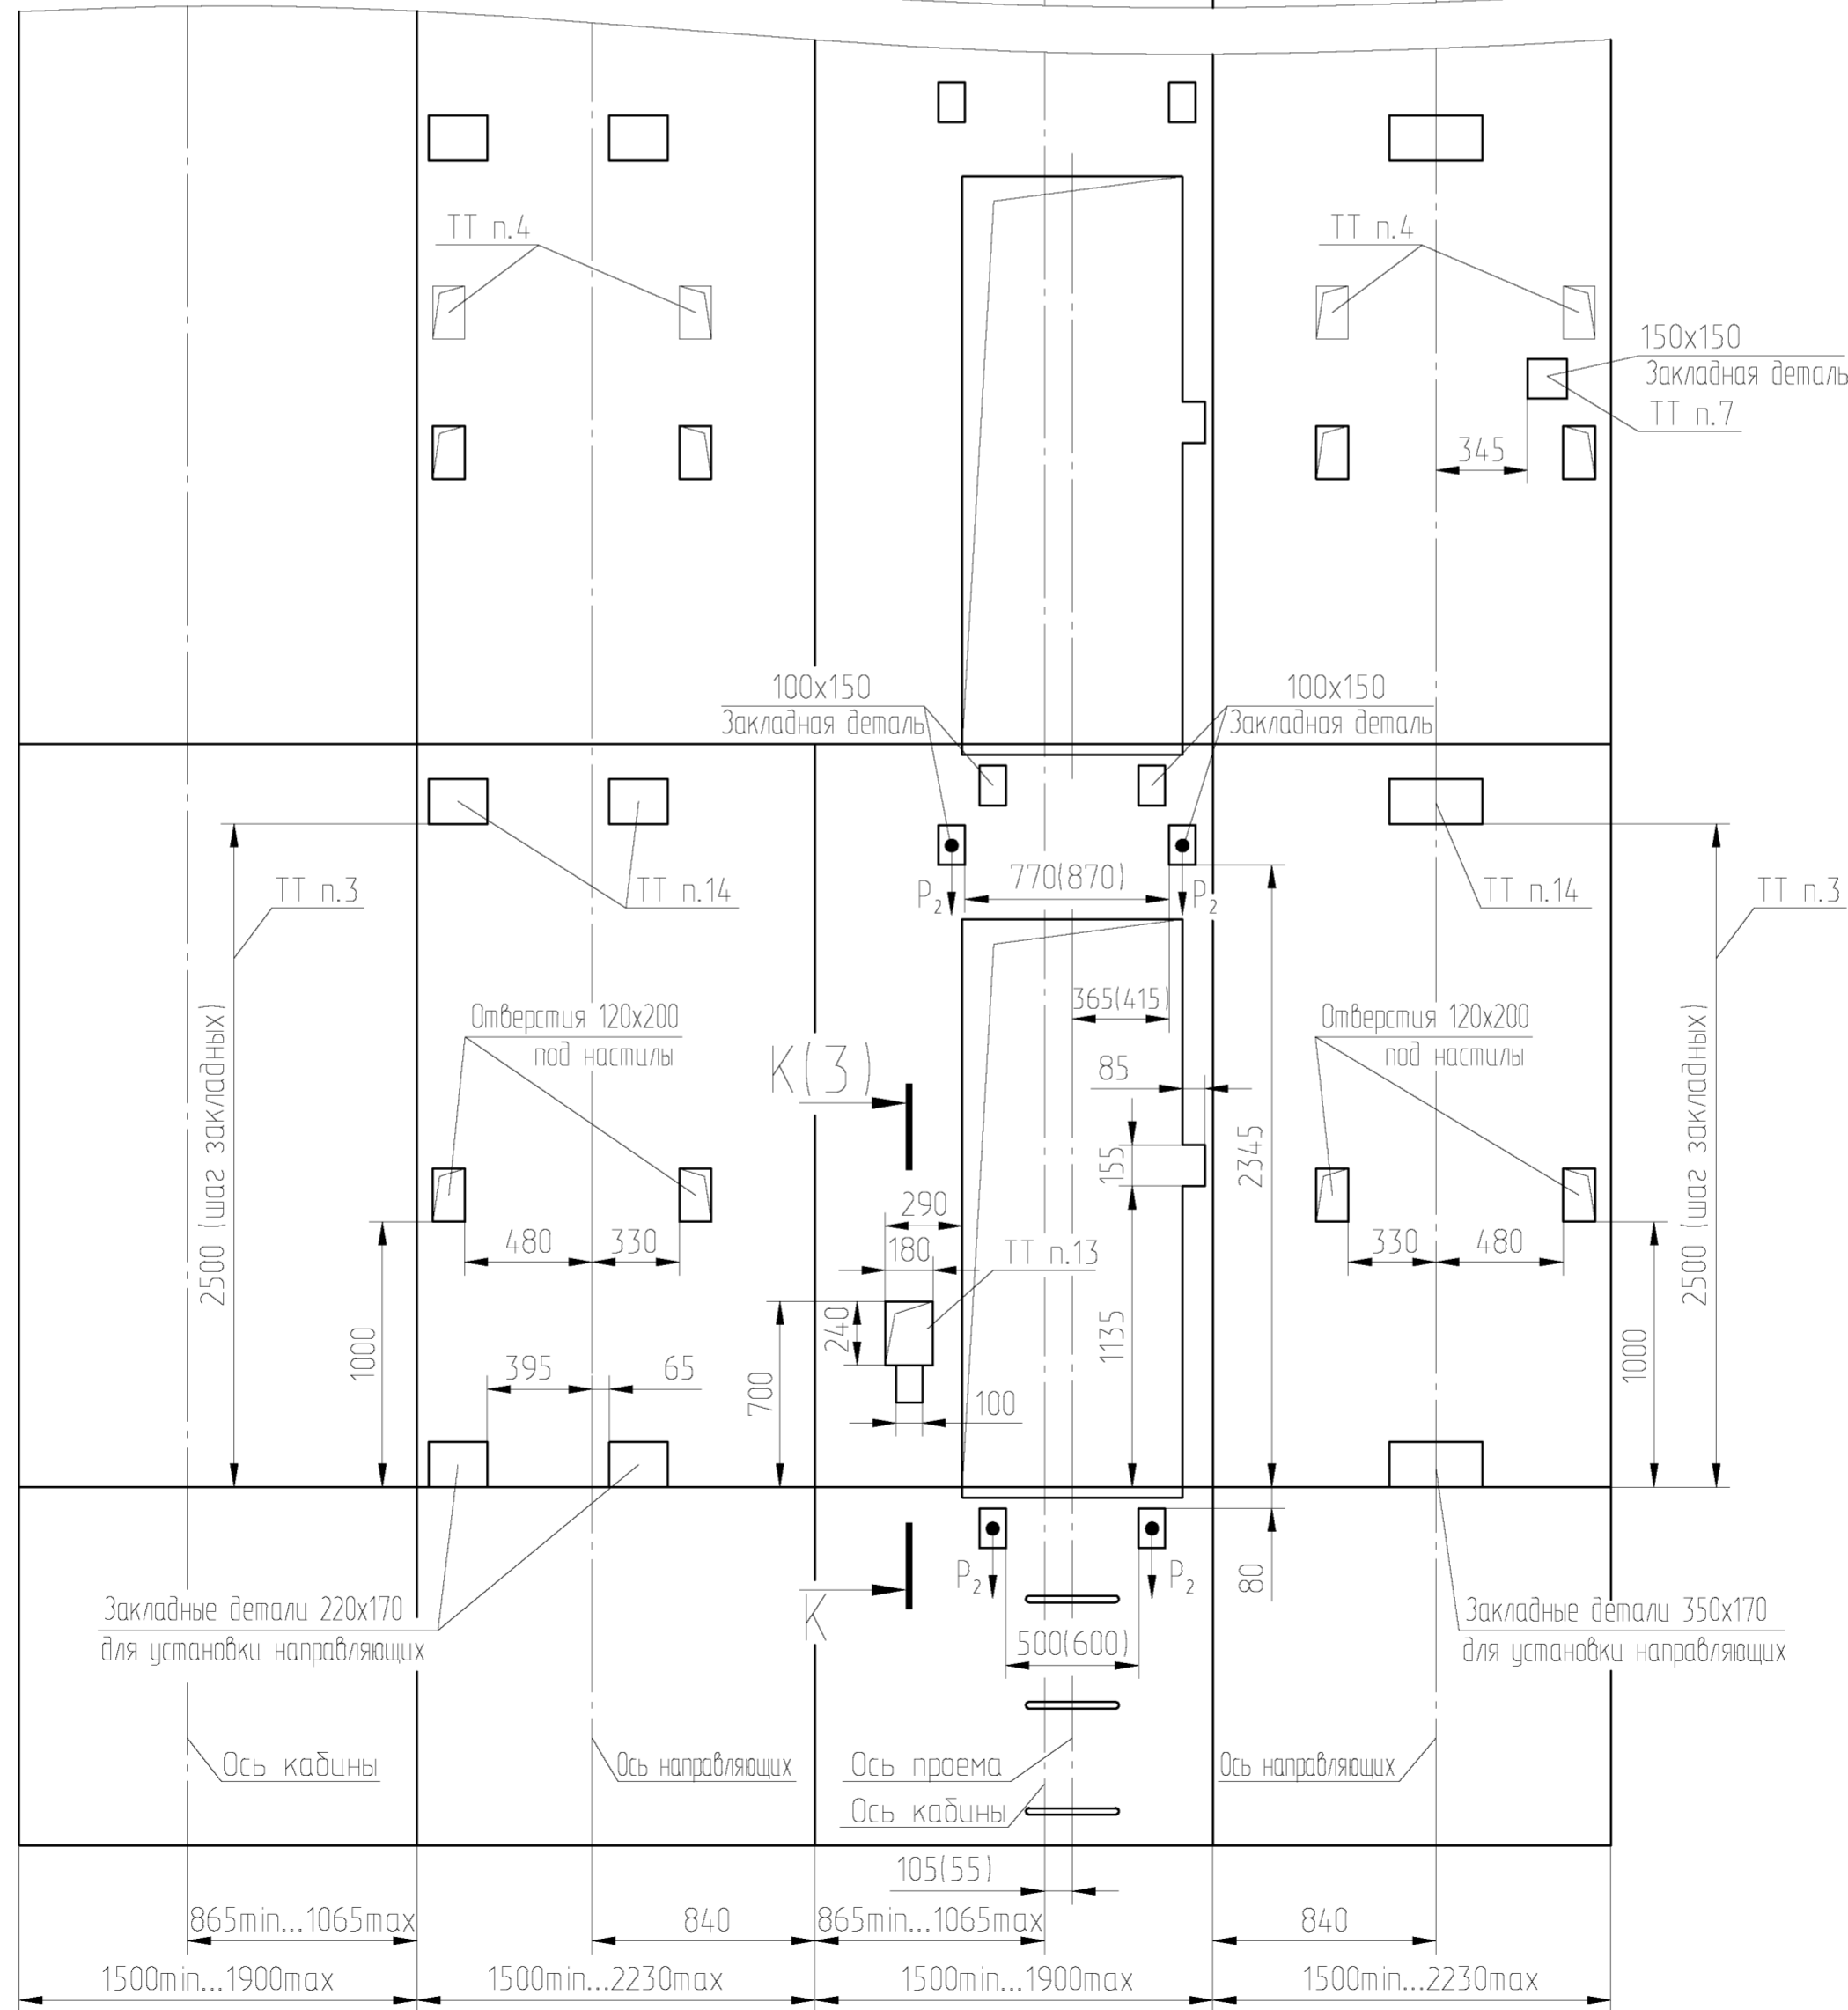 ТТ п.4
ТТ п.4
150х150
Закладная деталь
ТТ п.7
345
100х150
Закладная деталь
100х150
Закладная деталь
770(870)
P₂
P₂
ТТ п.3
ТТ п.14
ТТ п.14
ТТ п.3
2500 (шаг закладных)
Отверстия 120х200
под настилы
365(415)
Отверстия 120х200
под настилы
2500 (шаг закладных)
К(3)
85
155
2345
290
180
ТТ п.13
480
330
330
480
240
1135
1000
1000
395
65
700
100
P₂
P₂
80
К
500(600)
Закладные детали 220х170
для установки направляющих
Закладные детали 350х170
для установки направляющих
Ось кабины
Ось направляющих
Ось проема
Ось кабины
Ось направляющих
105(55)
865min...1065max
840
865min...1065max
840
1500min...1900max
1500min...2230max
1500min...1900max
1500min...2230max